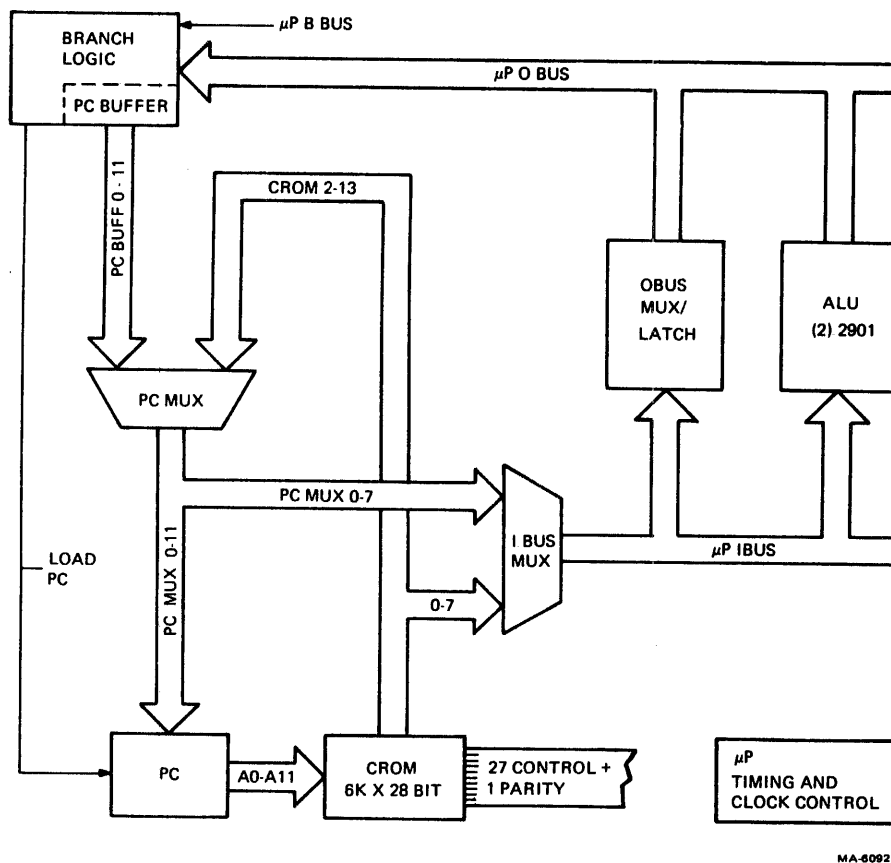 BRANCH
LOGIC
PC BUFFER
µP B BUS
µP O BUS
PC BUFF 0-11
CROM 2-13
OBUS
MUX/
LATCH
ALU
(2) 2901
PC MUX
PC MUX 0-7
I BUS
MUX
µP IBUS
LOAD
PC
PC MUX 0-11
0-7
PC
A0-A11
CROM
6K X 28 BIT
27 CONTROL +
1 PARITY
µP
TIMING AND
CLOCK CONTROL
MA-6092